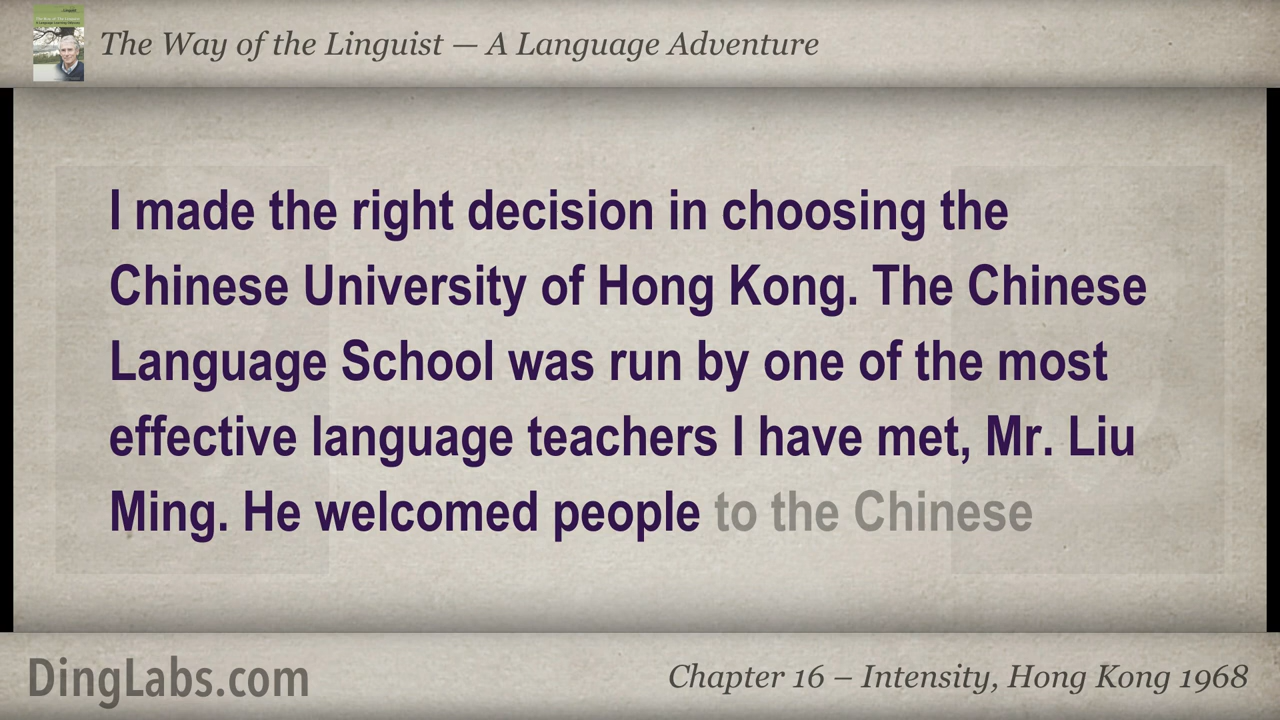 The Way of the Linguist — A Language Adventure
I made the right decision in choosing the
Chinese University of Hong Kong. The Chinese
Language School was run by one of the most
effective language teachers I have met, Mr. Liu
Ming. He welcomed people to the Chinese
DingLabs.com
Chapter 16 – Intensity, Hong Kong 1968